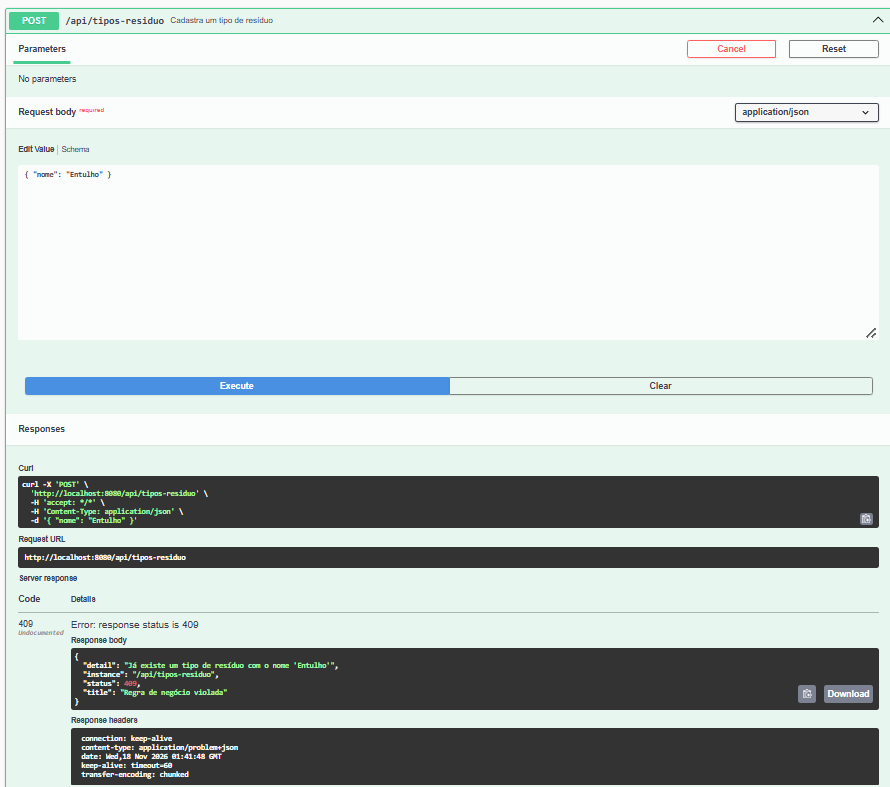 POST /api/tipos-residuo Cadastra um tipo de resíduo
Parameters Cancel Reset
No parameters
Request body required application/json
Edit Value | Schema
{ "nome": "Entulho" }
Execute Clear
Responses
Curl
curl -X 'POST' \
'http://localhost:8080/api/tipos-residuo' \
-H 'accept: */*' \
-H 'Content-Type: application/json' \
-d '{ "nome": "Entulho" }'
Request URL
http://localhost:8080/api/tipos-residuo
Server response
Code Details
409 Error: response status is 409
Undocumented
Response body
{
"detail": "Já existe um tipo de resíduo com o nome 'Entulho'",
"instance": "/api/tipos-residuo",
"status": 409,
"title": "Regra de negócio violada"
}
Download
Response headers
connection: keep-alive
content-type: application/problem+json
date: Wed,18 Nov 2026 01:41:48 GMT
keep-alive: timeout=60
transfer-encoding: chunked